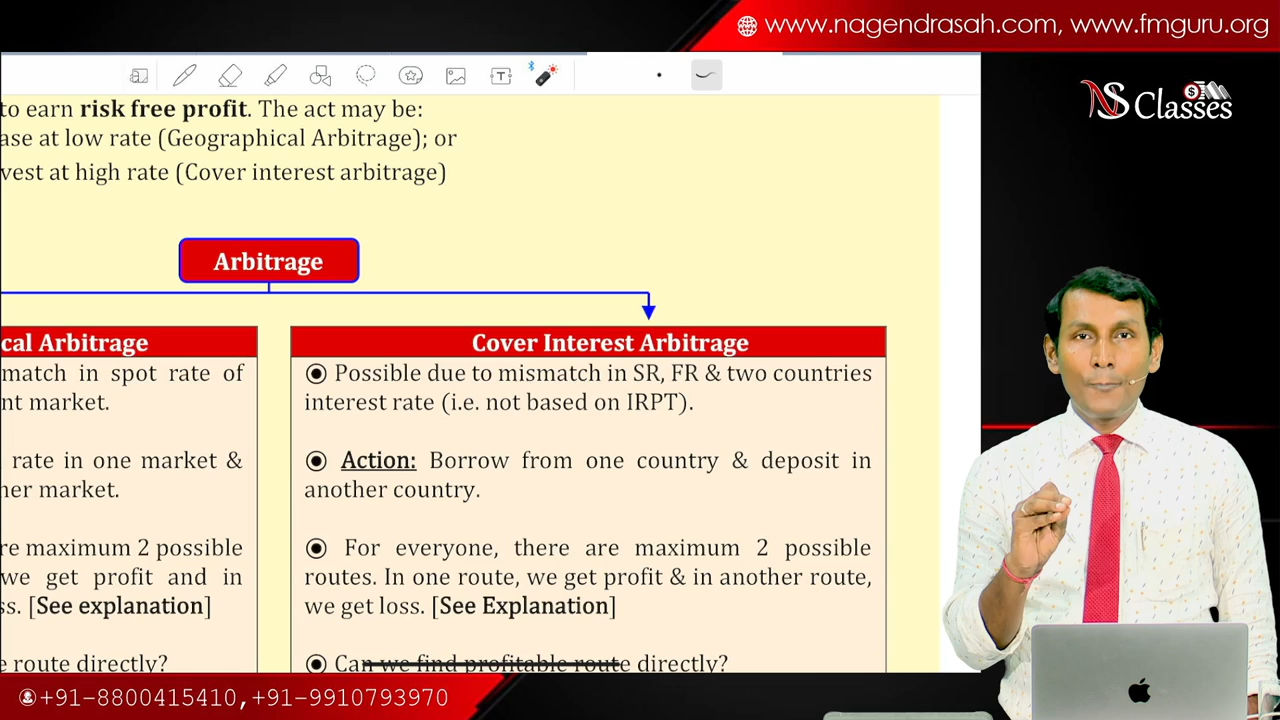 www.nagendrasah.com, www.fmguru.org
NS Classes
to earn risk free profit. The act may be:
ase at low rate (Geographical Arbitrage); or
vest at high rate (Cover interest arbitrage)
Arbitrage
cal Arbitrage
match in spot rate of
nt market.
rate in one market &
her market.
re maximum 2 possible
we get profit and in
ss. [See explanation]
e route directly?
Cover Interest Arbitrage
Possible due to mismatch in SR, FR & two countries
interest rate (i.e. not based on IRPT).
Action: Borrow from one country & deposit in
another country.
For everyone, there are maximum 2 possible
routes. In one route, we get profit & in another route,
we get loss. [See Explanation]
Can we find profitable route directly?
+91-8800415410,+91-9910793970